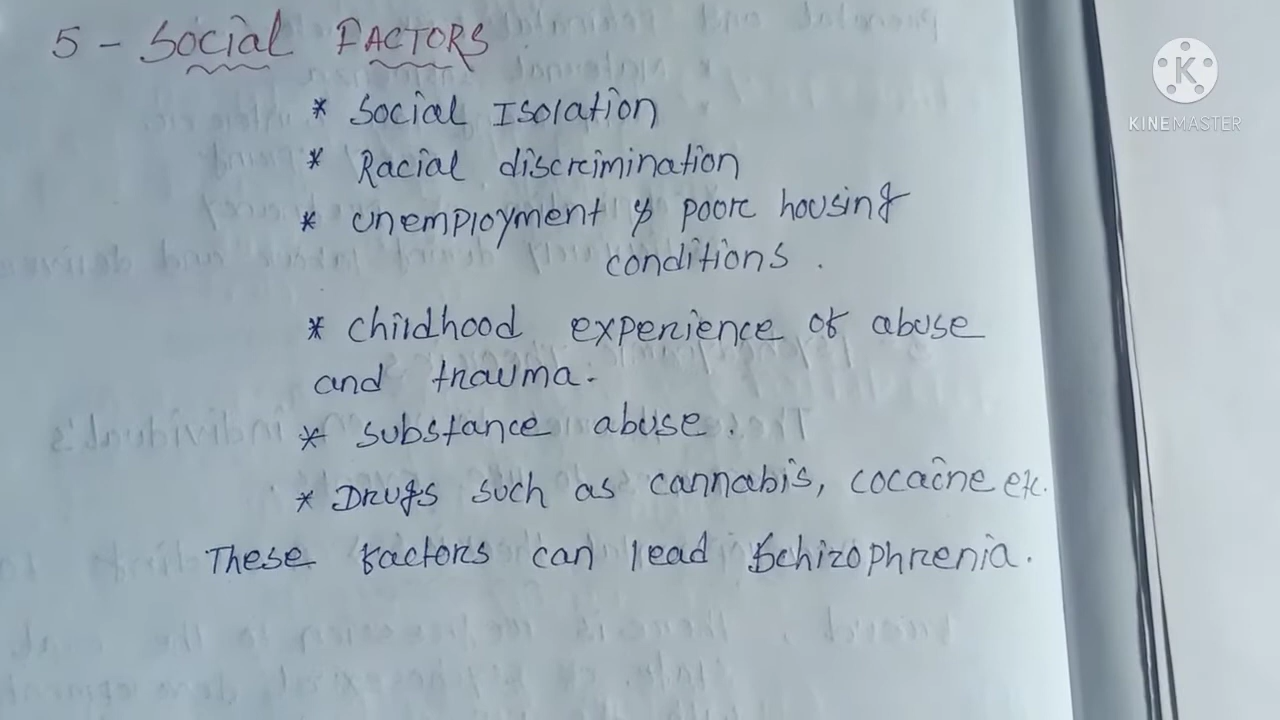 5 - Social FACTORS
* Social Isolation
* Racial discrimination
* unemployment & poor housing
conditions .
* childhood experience of abuse
and trauma.
* substance abuse .
* Drugs such as cannabis, cocaine etc.
These factors can lead Schizophrenia.
K
KINEMASTER